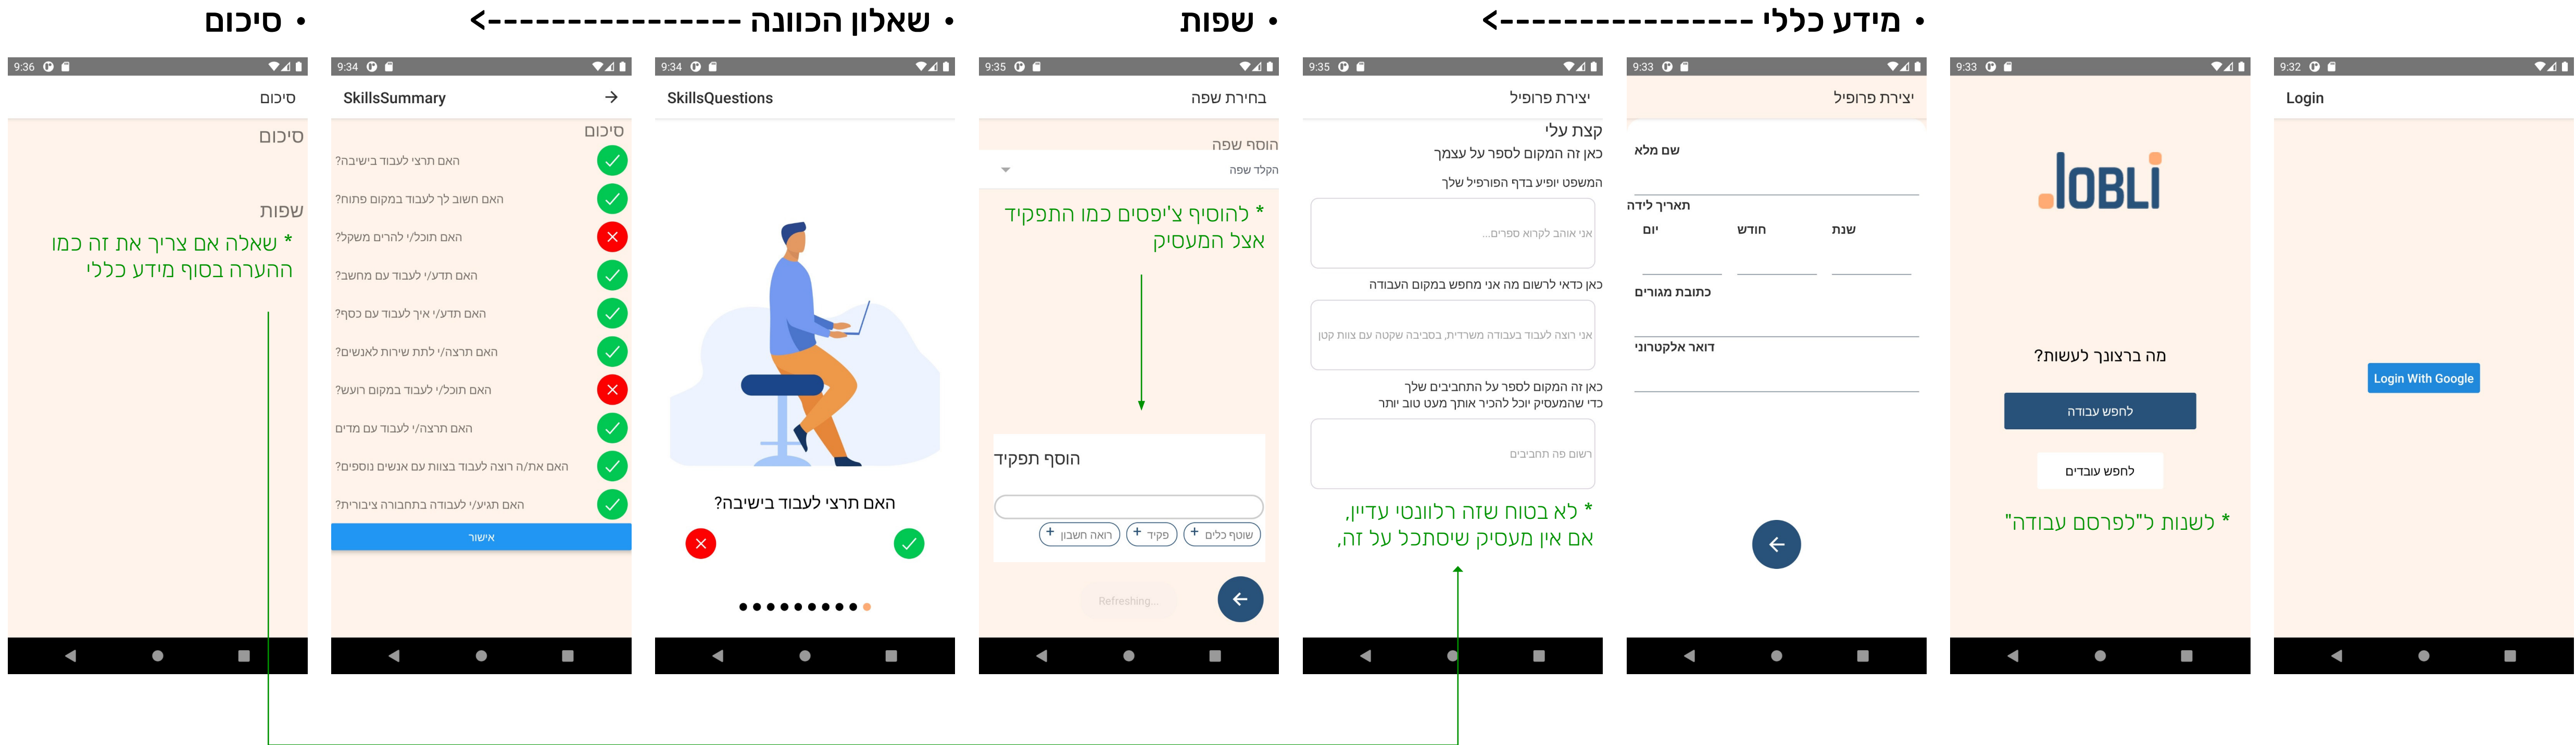 • מידע כללי ----------------->
• שפות
• שאלון הכוונה ----------------->
• סיכום
9:32
Login
Login With Google
9:33
.lOBLi
מה ברצונך לעשות?
לחפש עבודה
לחפש עובדים
* לשנות ל"לפרסם עבודה"
9:33
יצירת פרופיל
שם מלא
תאריך לידה
שנת
חודש
יום
כתובת מגורים
דואר אלקטרוני
9:35
יצירת פרופיל
קצת עלי
כאן זה המקום לספר על עצמך
המשפט יופיע בדף הפורפיל שלך
אני אוהב לקרוא ספרים...
כאן כדאי לרשום מה אני מחפש במקום העבודה
אני רוצה לעבוד בעבודה משרדית, בסביבה שקטה עם צוות קטן
כאן זה המקום לספר על התחביבים שלך
כדי שהמעסיק יוכל להכיר אותך מעט טוב יותר
רשום פה תחביבים
* לא בטוח שזה רלוונטי עדיין,
אם אין מעסיק שיסתכל על זה,
9:35
בחירת שפה
הוסף שפה
הקלד שפה
* להוסיף צ'יפסים כמו התפקיד
אצל המעסיק
הוסף תפקיד
שוטף כלים +
פקיד +
רואה חשבון +
Refreshing...
9:34
SkillsQuestions
האם תרצי לעבוד בישיבה?
9:34
SkillsSummary
סיכום
האם תרצי לעבוד בישיבה?
האם חשוב לך לעבוד במקום פתוח?
האם תוכל/י להרים משקל?
האם תדע/י לעבוד עם מחשב?
האם תדע/י איך לעבוד עם כסף?
האם תרצה/י לתת שירות לאנשים?
האם תוכל/י לעבוד במקום רועש?
האם תרצה/י לעבוד עם מדים
האם את/ה רוצה לעבוד בצוות עם אנשים נוספים?
האם תגיע/י לעבודה בתחבורה ציבורית?
אישור
9:36
סיכום
סיכום
שפות
* שאלה אם צריך את זה כמו
ההערה בסוף מידע כללי